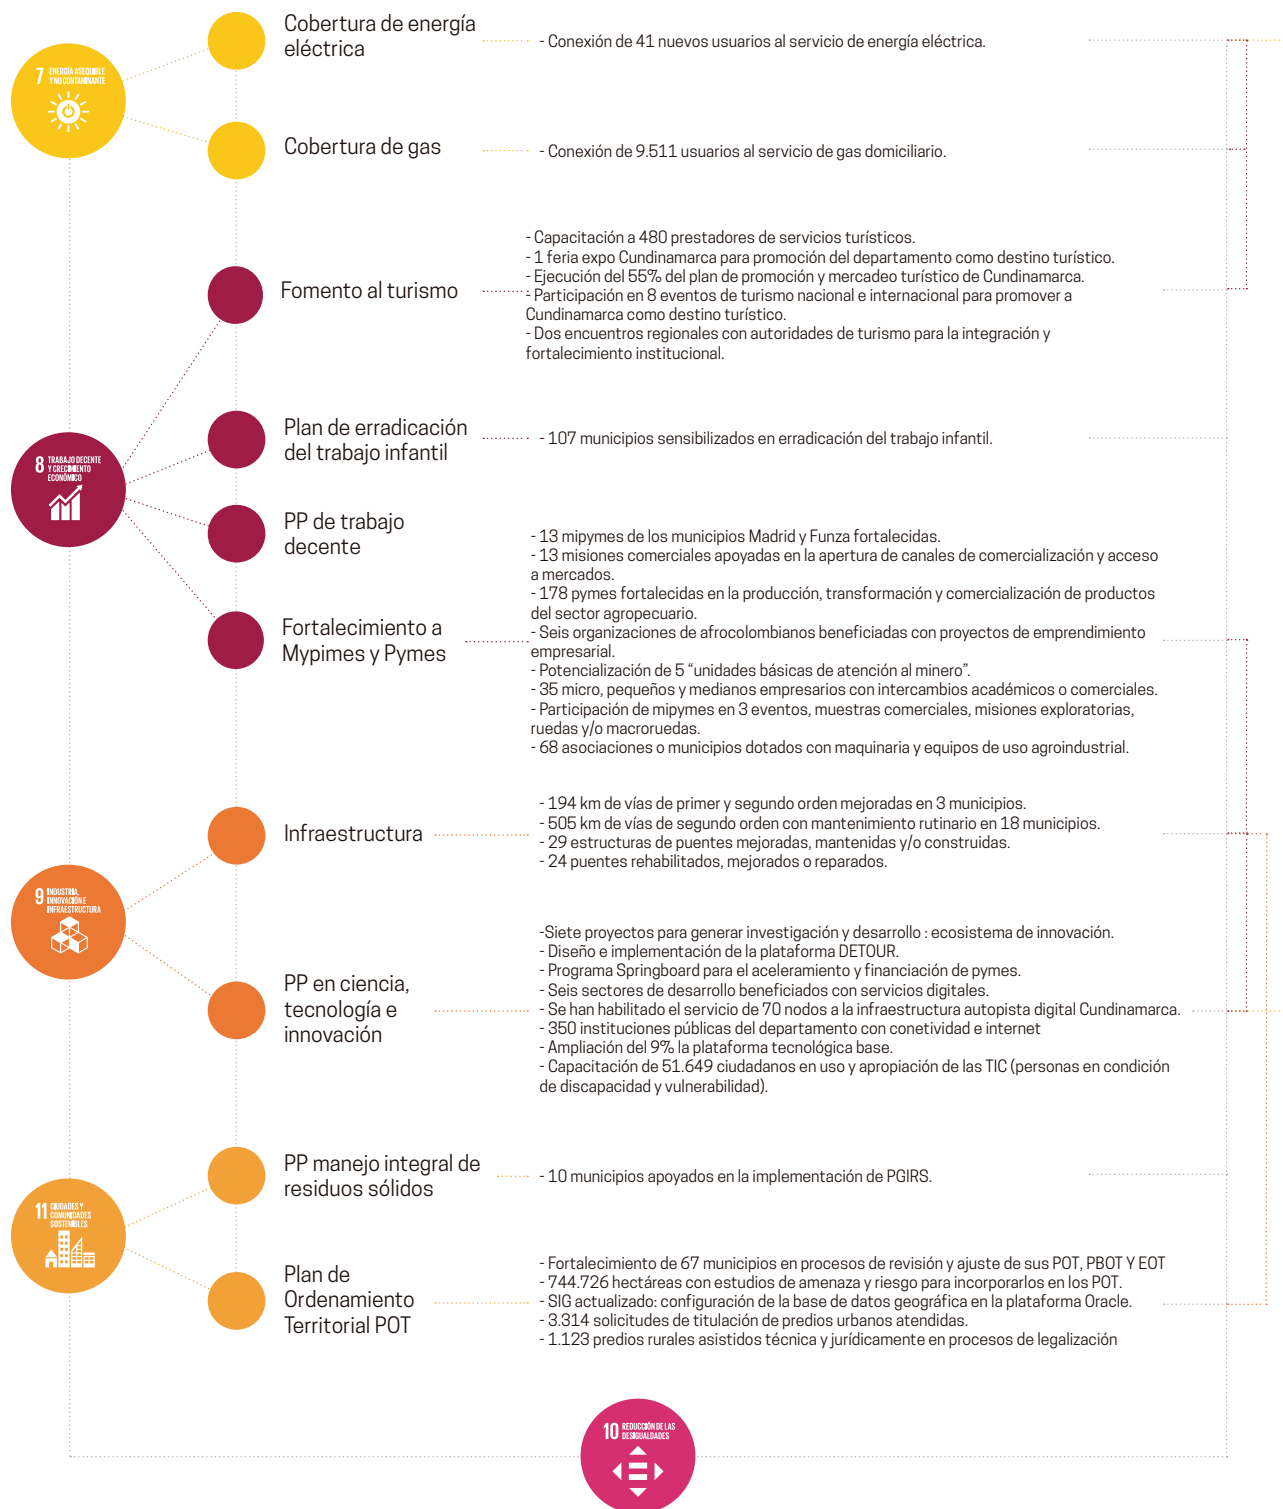 7 ENERGÍA ASEQUIBLE
Y NO CONTAMINANTE
Cobertura de energía
eléctrica
- Conexión de 41 nuevos usuarios al servicio de energía eléctrica.
Cobertura de gas
- Conexión de 9.511 usuarios al servicio de gas domiciliario.
8 TRABAJO DECENTE
Y CRECIMIENTO
ECONÓMICO
Fomento al turismo
- Capacitación a 480 prestadores de servicios turísticos.
- 1 feria expo Cundinamarca para promoción del departamento como destino turístico.
- Ejecución del 55% del plan de promoción y mercadeo turístico de Cundinamarca.
- Participación en 8 eventos de turismo nacional e internacional para promover a
Cundinamarca como destino turístico.
- Dos encuentros regionales con autoridades de turismo para la integración y
fortalecimiento institucional.
Plan de erradicación
del trabajo infantil
- 107 municipios sensibilizados en erradicación del trabajo infantil.
PP de trabajo
decente
Fortalecimiento a
Mypimes y Pymes
- 13 mipymes de los municipios Madrid y Funza fortalecidas.
- 13 misiones comerciales apoyadas en la apertura de canales de comercialización y acceso
a mercados.
- 178 pymes fortalecidas en la producción, transformación y comercialización de productos
del sector agropecuario.
- Seis organizaciones de afrocolombianos beneficiadas con proyectos de emprendimiento
empresarial.
- Potencialización de 5 “unidades básicas de atención al minero”.
- 35 micro, pequeños y medianos empresarios con intercambios académicos o comerciales.
- Participación de mipymes en 3 eventos, muestras comerciales, misiones exploratorias,
ruedas y/o macroruedas.
- 68 asociaciones o municipios dotados con maquinaria y equipos de uso agroindustrial.
9 INDUSTRIA,
INNOVACIÓN E
INFRAESTRUCTURA
Infraestructura
- 194 km de vías de primer y segundo orden mejoradas en 3 municipios.
- 505 km de vías de segundo orden con mantenimiento rutinario en 18 municipios.
- 29 estructuras de puentes mejoradas, mantenidas y/o construidas.
- 24 puentes rehabilitados, mejorados o reparados.
PP en ciencia,
tecnología e
innovación
-Siete proyectos para generar investigación y desarrollo : ecosistema de innovación.
- Diseño e implementación de la plataforma DETOUR.
- Programa Springboard para el aceleramiento y financiación de pymes.
- Seis sectores de desarrollo beneficiados con servicios digitales.
- Se han habilitado el servicio de 70 nodos a la infraestructura autopista digital Cundinamarca.
- 350 instituciones públicas del departamento con conetividad e internet
- Ampliación del 9% la plataforma tecnológica base.
- Capacitación de 51.649 ciudadanos en uso y apropiación de las TIC (personas en condición
de discapacidad y vulnerabilidad).
11 CIUDADES Y
COMUNIDADES
SOSTENIBLES
PP manejo integral de
residuos sólidos
- 10 municipios apoyados en la implementación de PGIRS.
Plan de
Ordenamiento
Territorial POT
- Fortalecimiento de 67 municipios en procesos de revisión y ajuste de sus POT, PBOT Y EOT
- 744.726 hectáreas con estudios de amenaza y riesgo para incorporarlos en los POT.
- SIG actualizado: configuración de la base de datos geográfica en la plataforma Oracle.
- 3.314 solicitudes de titulación de predios urbanos atendidas.
- 1.123 predios rurales asistidos técnica y jurídicamente en procesos de legalización
10 REDUCCIÓN DE LAS
DESIGUALDADES